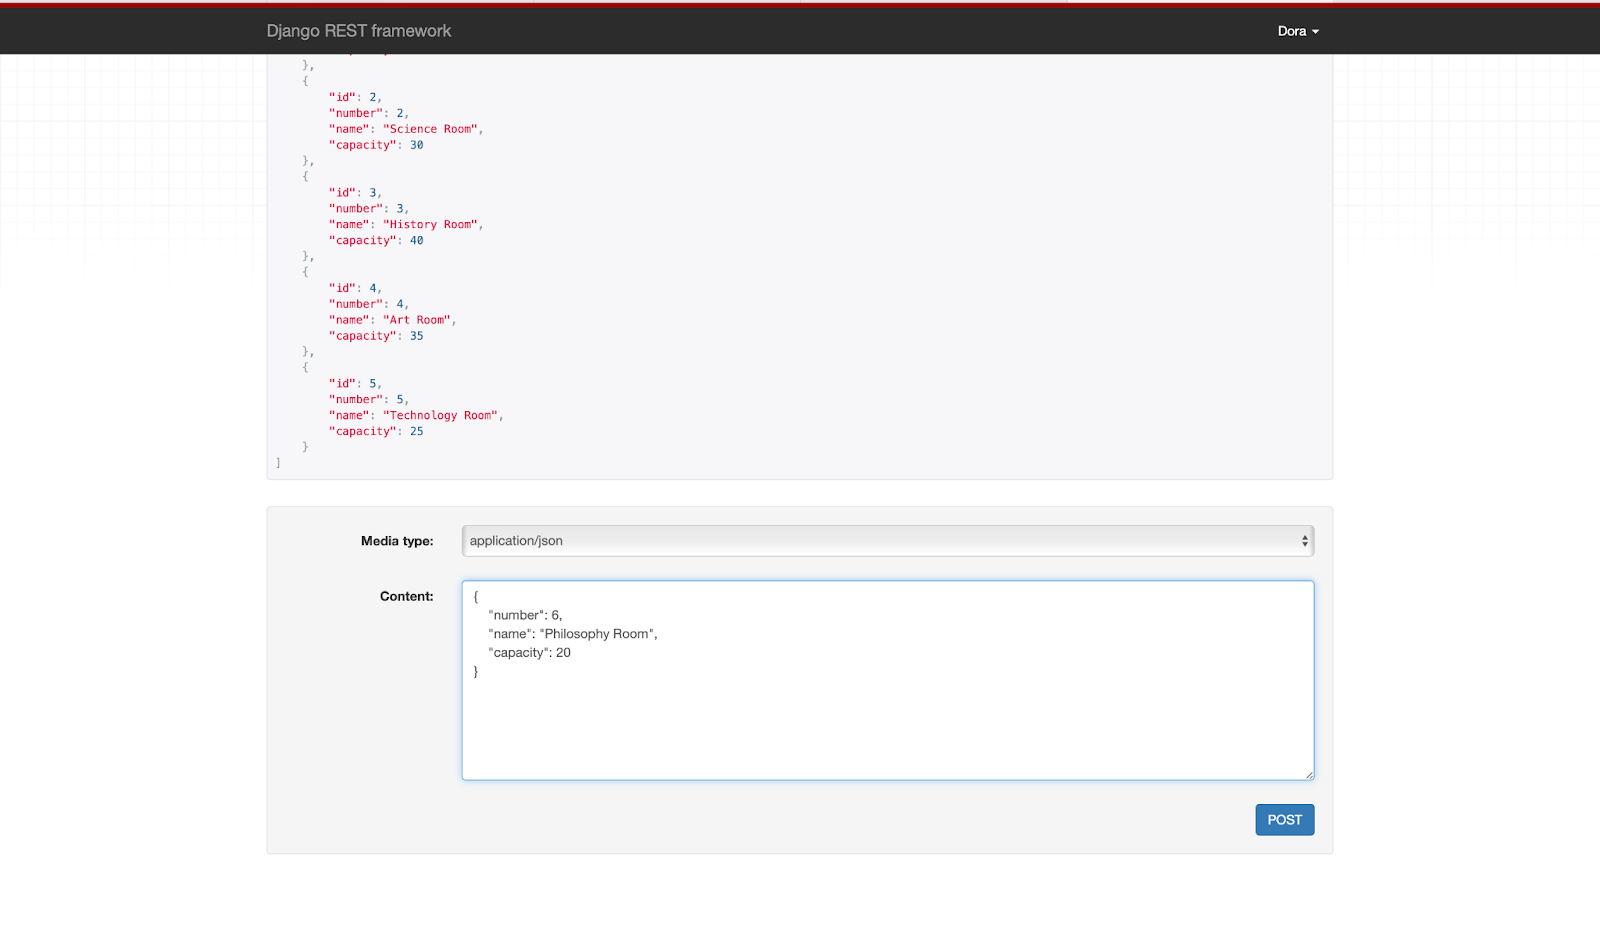 Django REST framework
Dora
},
{
"id": 2,
"number": 2,
"name": "Science Room",
"capacity": 30
},
{
"id": 3,
"number": 3,
"name": "History Room",
"capacity": 40
},
{
"id": 4,
"number": 4,
"name": "Art Room",
"capacity": 35
},
{
"id": 5,
"number": 5,
"name": "Technology Room",
"capacity": 25
}
]
Media type:
application/json
Content:
{
"number": 6,
"name": "Philosophy Room",
"capacity": 20
}
POST